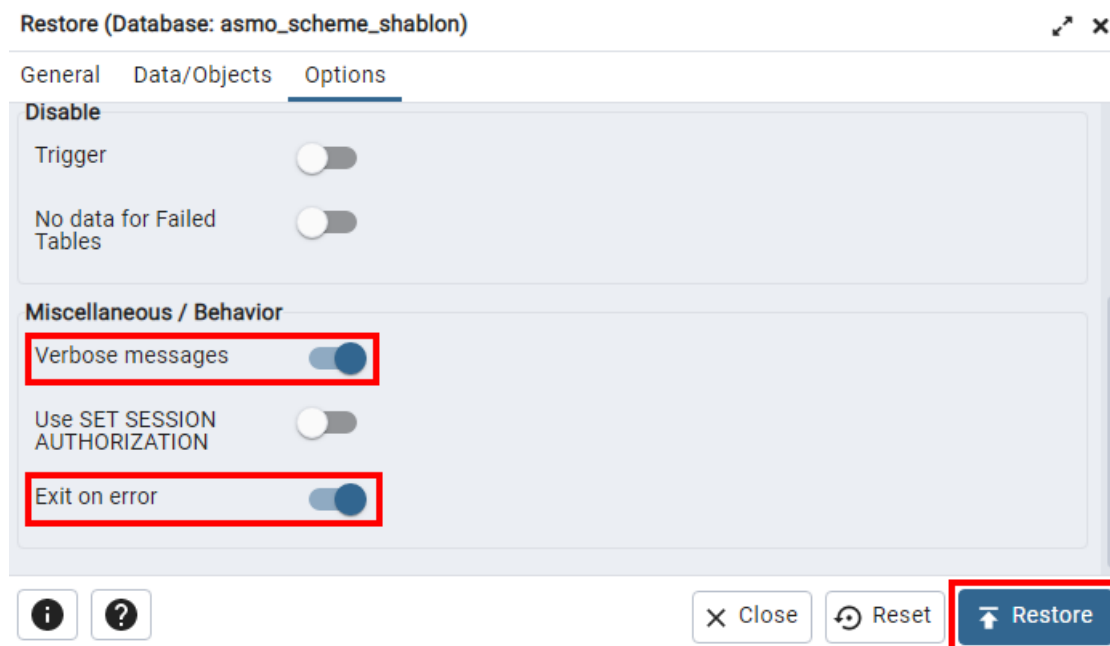 Restore (Database: asmo_scheme_shablon)
General Data/Objects Options
Disable
Trigger
No data for Failed
Tables
Miscellaneous / Behavior
Verbose messages
Use SET SESSION
AUTHORIZATION
Exit on error
Close Reset Restore